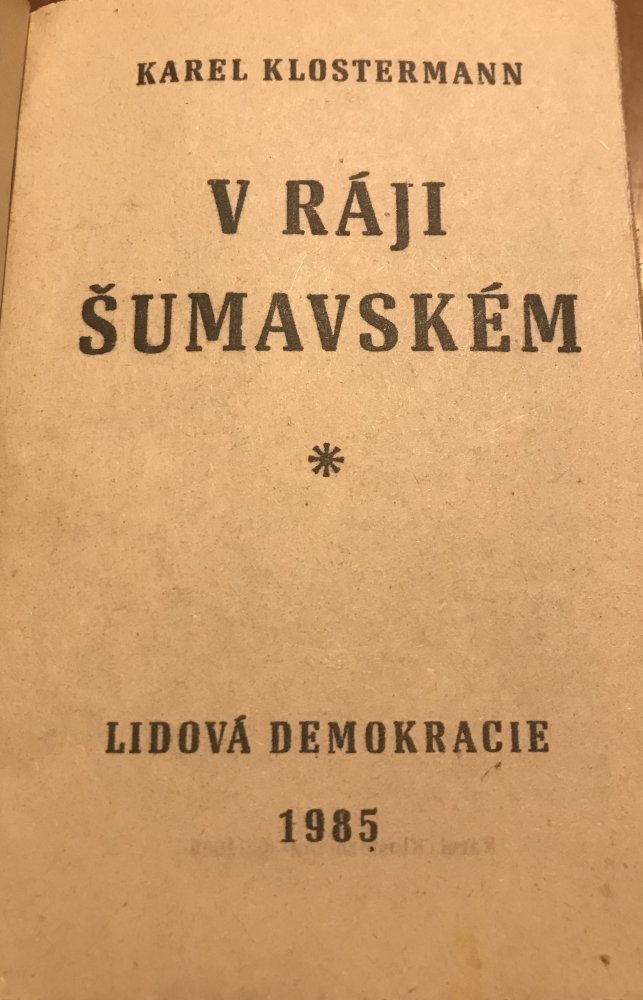 KAREL KLOSTERMANN
V RÁJI
ŠUMAVSKÉM
*
LIDOVÁ DEMOKRACIE
1985